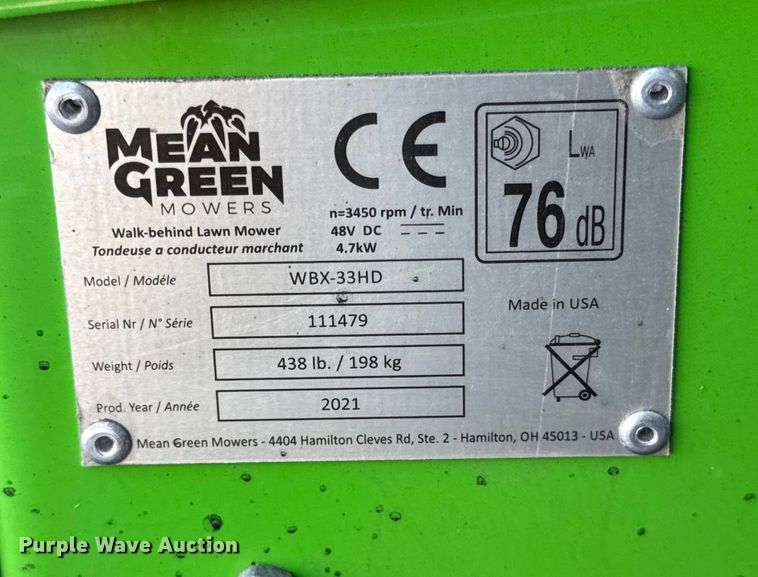 MEAN
GREEN
MOWERS
Walk-behind Lawn Mower
Tondeuse a conducteur marchant
CE
n=3450 rpm / tr. Min
48V DC
4.7kW
LWA
76 dB
Model / Modéle WBX-33HD
Serial Nr / N° Série 111479
Weight / Poids 438 lb. / 198 kg
Prod. Year / Année 2021
Made in USA
Mean Green Mowers - 4404 Hamilton Cleves Rd, Ste. 2 - Hamilton, OH 45013 - USA
Purple Wave Auction